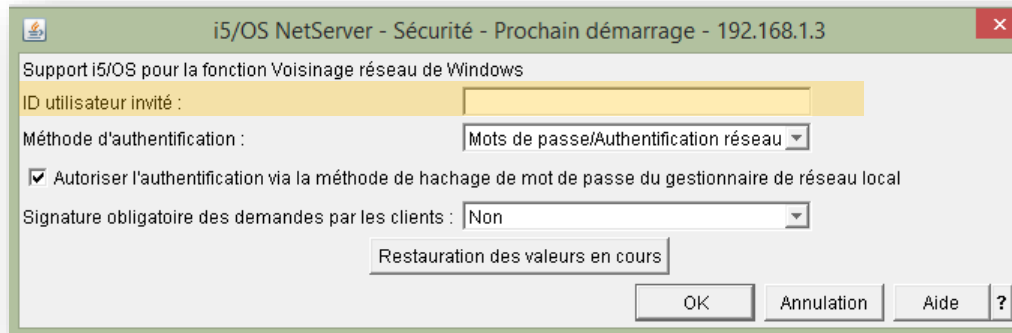 i5/OS NetServer - Sécurité - Prochain démarrage - 192.168.1.3
Support i5/OS pour la fonction Voisinage réseau de Windows
ID utilisateur invité :
Méthode d'authentification : Mots de passe/Authentification réseau
Autoriser l'authentification via la méthode de hachage de mot de passe du gestionnaire de réseau local
Signature obligatoire des demandes par les clients : Non
Restauration des valeurs en cours
OK Annulation Aide ?